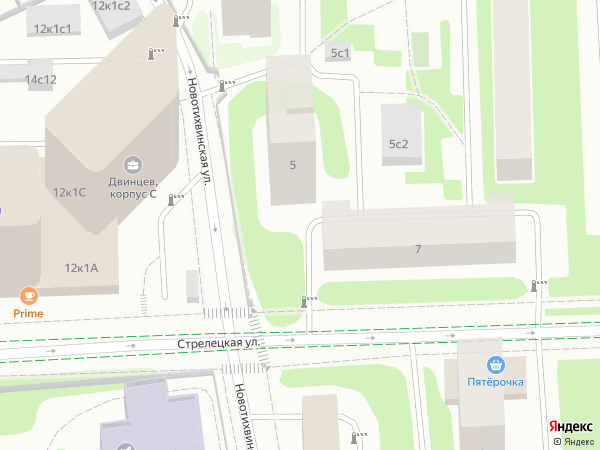 12к1с2
12к1с1
5с1
14с12
Новотихвинская ул.
5с2
Двинцев,
корпус С
5
12к1С
7
12к1А
Prime
Стрелецкая ул.
Пятёрочка
Новотихвин
Яндекс
© Яндекс